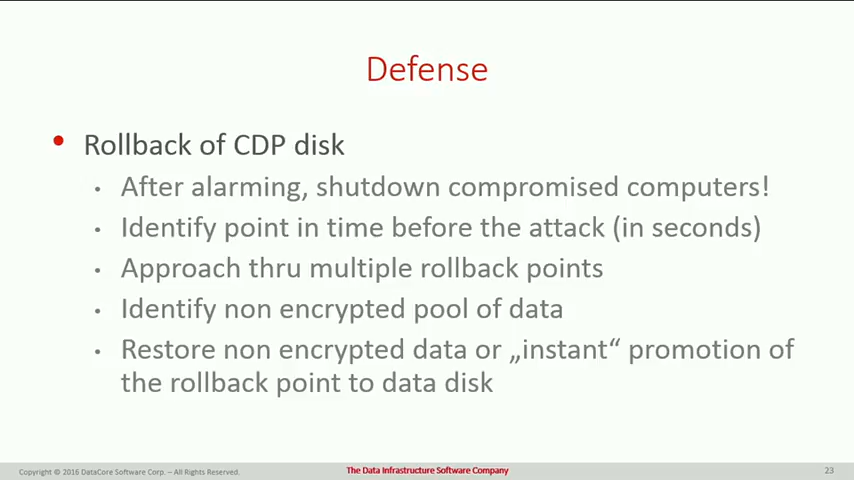 Defense
• Rollback of CDP disk
• After alarming, shutdown compromised computers!
• Identify point in time before the attack (in seconds)
• Approach thru multiple rollback points
• Identify non encrypted pool of data
• Restore non encrypted data or „instant“ promotion of
the rollback point to data disk
Copyright © 2016 DataCore Software Corp. – All Rights Reserved.
The Data Infrastructure Software Company
23